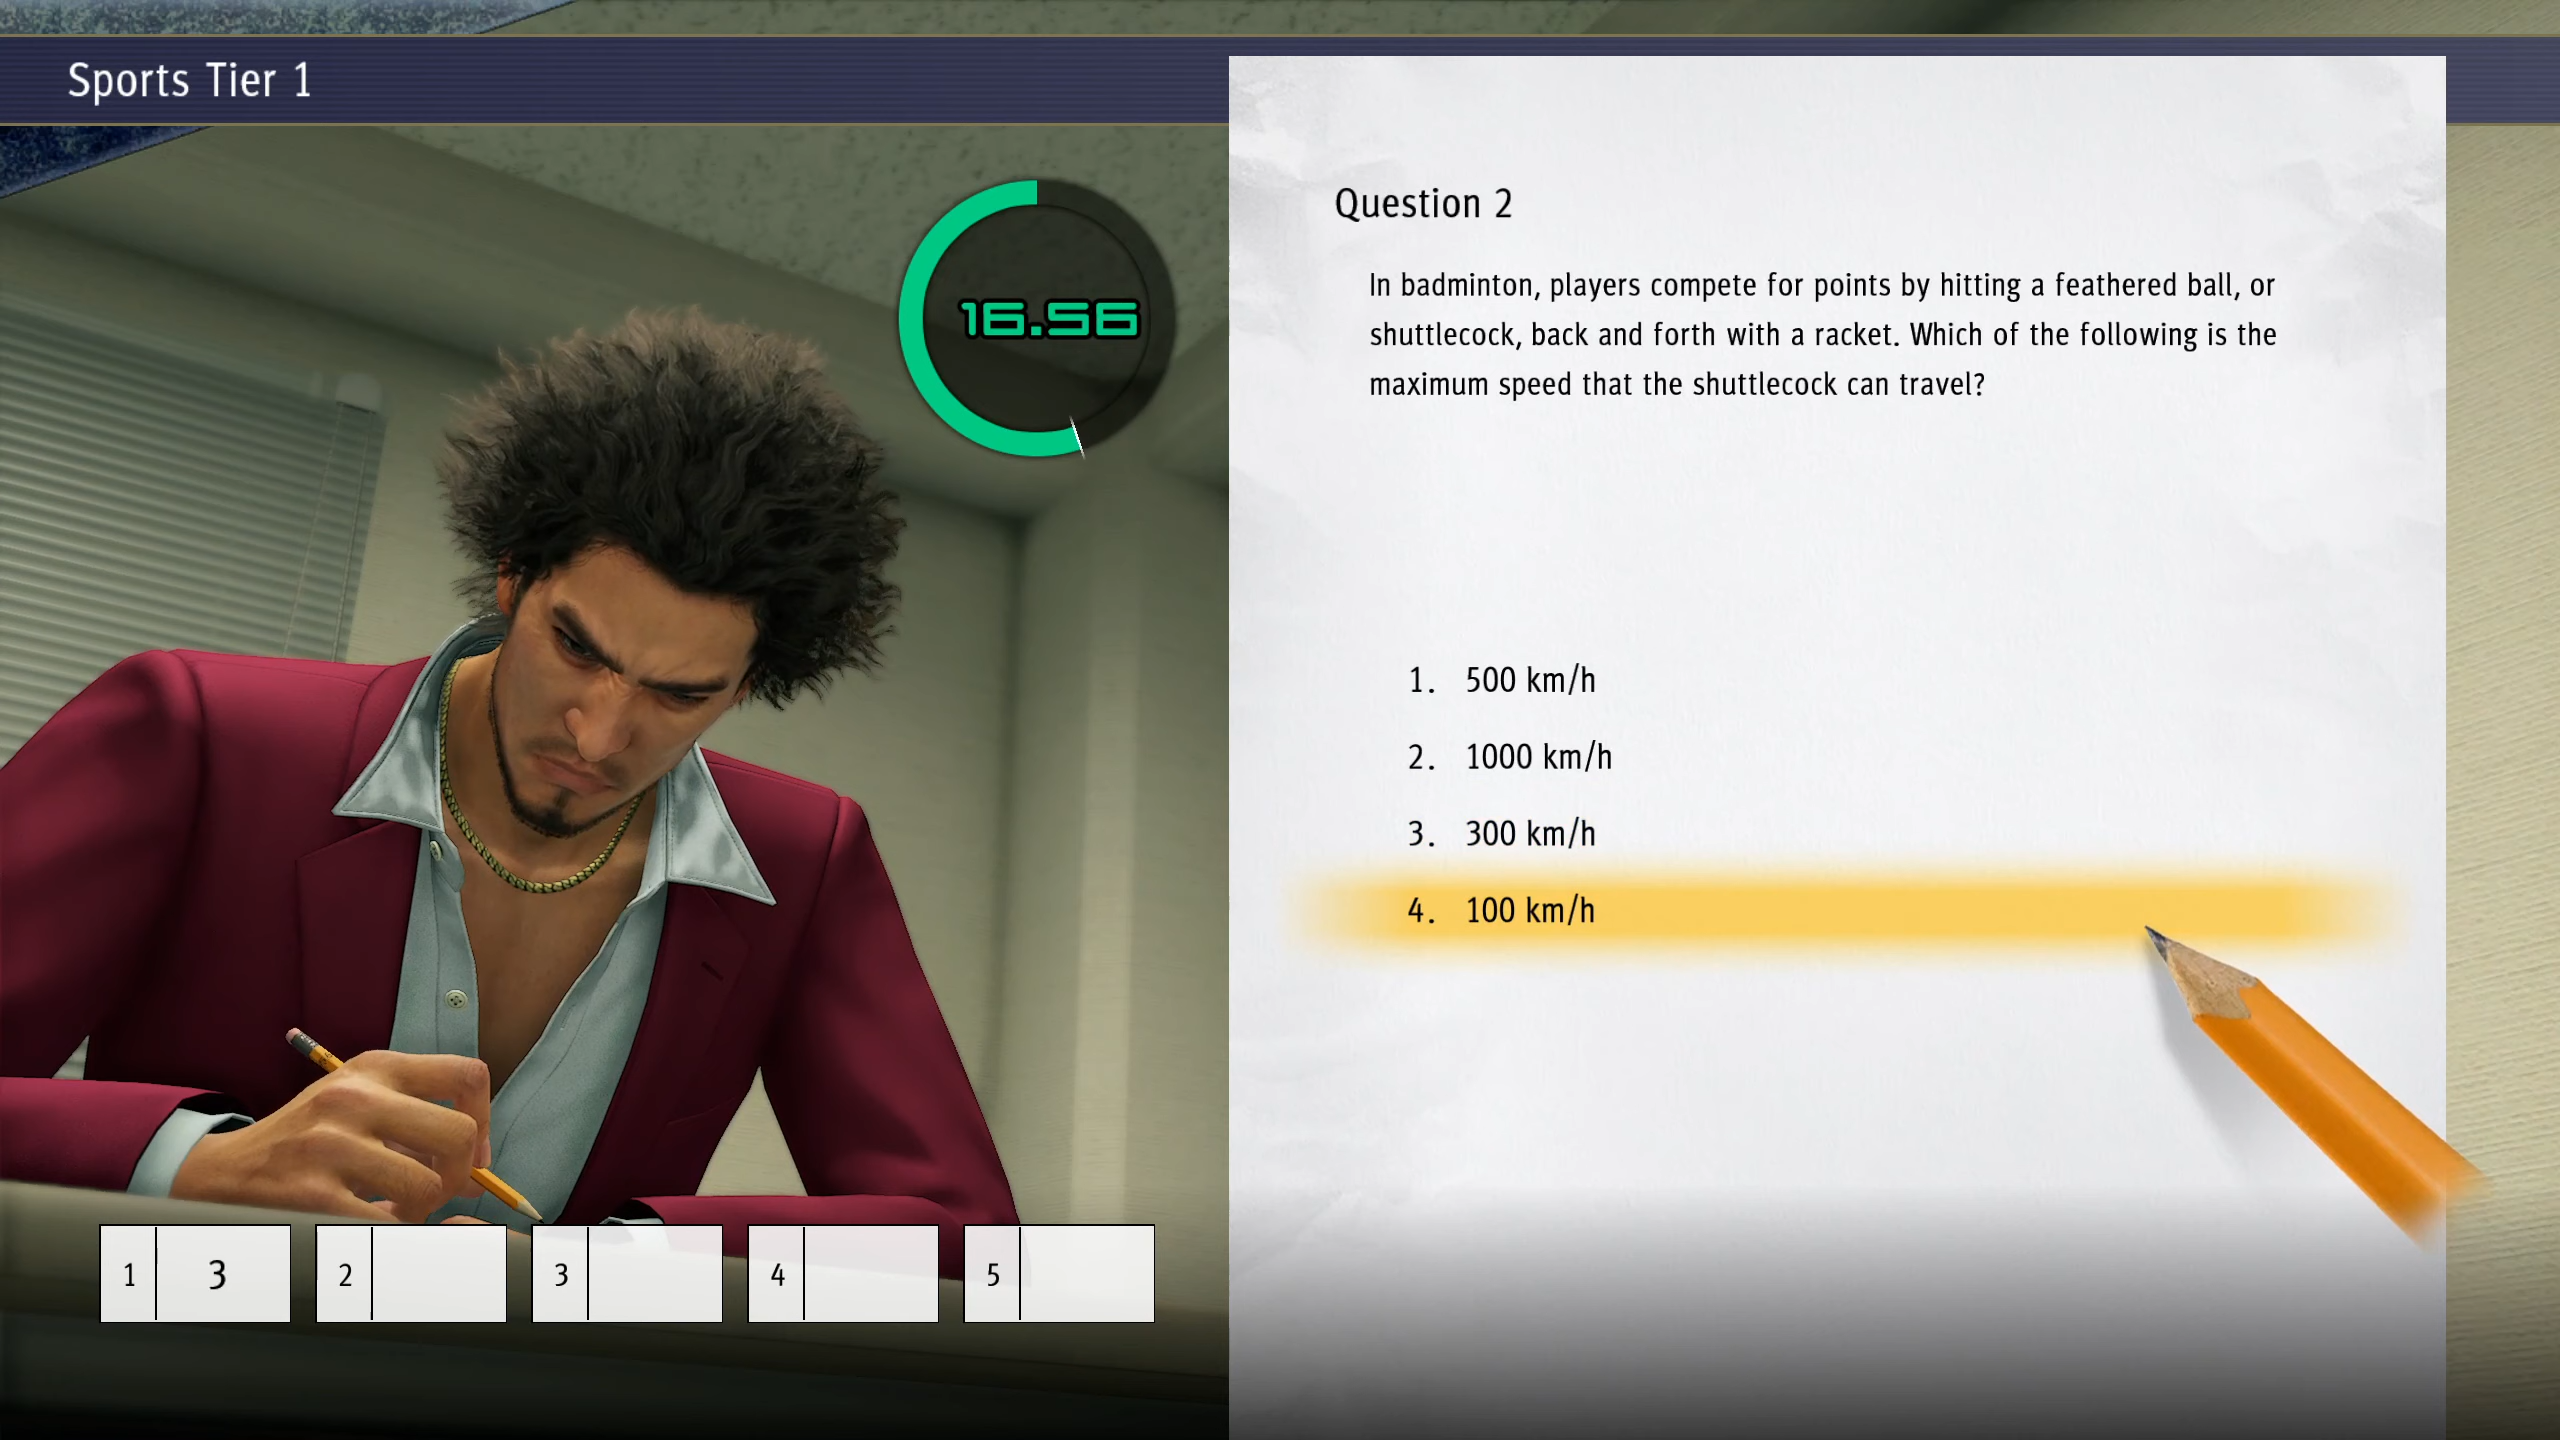 Sports Tier 1
16.56
Question 2
In badminton, players compete for points by hitting a feathered ball, or
shuttlecock, back and forth with a racket. Which of the following is the
maximum speed that the shuttlecock can travel?
1. 500 km/h
2. 1000 km/h
3. 300 km/h
4. 100 km/h
1 3 2 3 4 5